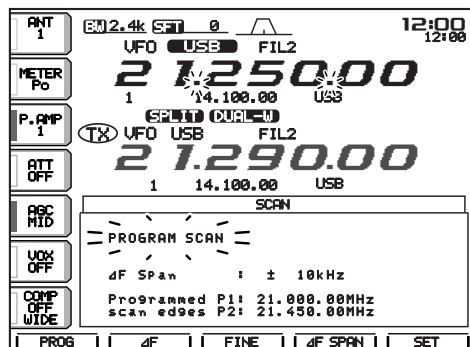 ANT
1
BW 2.4k SFT 0
12:00
12:00
VFO USB FIL2
METER
Po
21.250.00
1 14.100.00 USB
P.AMP
1
SPLIT DUAL-W
TX VFO USB FIL2
21.290.00
1 14.100.00 USB
ATT
OFF
AGC
MID
SCAN
PROGRAM SCAN
VOX
OFF
⊿F Span : ± 10kHz
COMP
OFF
WIDE
Programmed P1: 21.000.00MHz
scan edges P2: 21.450.00MHz
PROG ⊿F FINE ⊿F SPAN SET